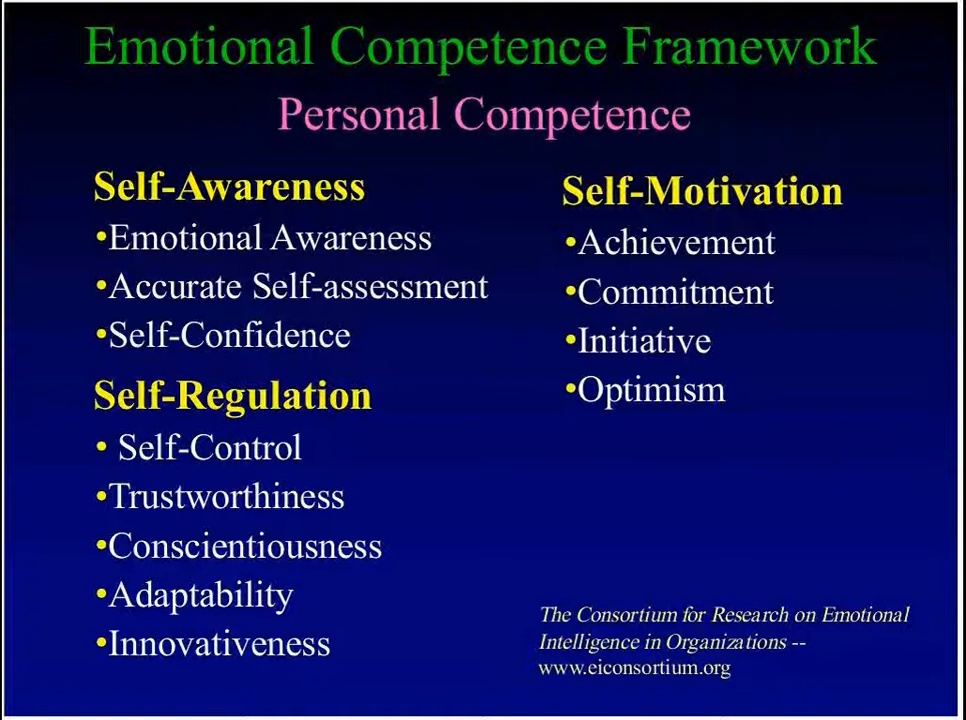 Emotional Competence Framework
Personal Competence
Self-Awareness
•Emotional Awareness
•Accurate Self-assessment
•Self-Confidence
Self-Regulation
• Self-Control
•Trustworthiness
•Conscientiousness
•Adaptability
•Innovativeness
Self-Motivation
•Achievement
•Commitment
•Initiative
•Optimism
The Consortium for Research on Emotional
Intelligence in Organizations --
www.eiconsortium.org